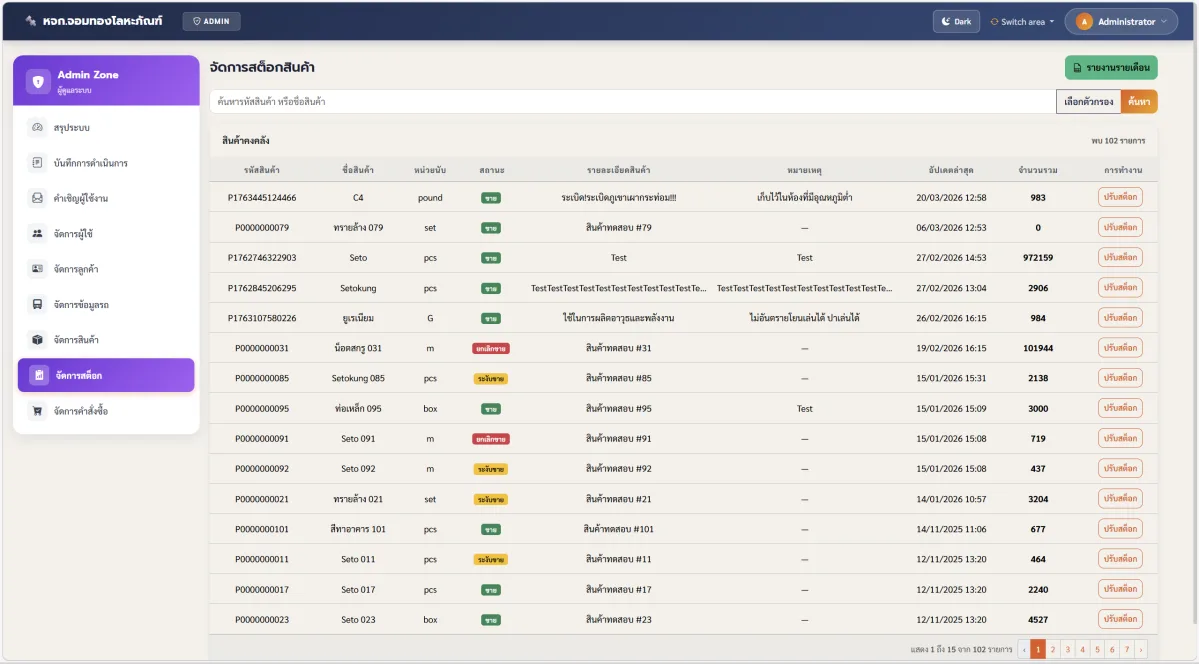 หจก.จอมทองโลหะภัณฑ์ ADMIN Dark Switch area A Administrator
Admin Zone
ผู้ดูแลระบบ
สรุประบบ
บันทึกการดำเนินการ
คำเชิญผู้ใช้งาน
จัดการผู้ใช้
จัดการลูกค้า
จัดการข้อมูลรถ
จัดการสินค้า
จัดการสต็อก
จัดการคำสั่งซื้อ
จัดการสต็อกสินค้า รายงานรายเดือน
ค้นหารหัสสินค้า หรือชื่อสินค้า เลือกตัวกรอง ค้นหา
สินค้าคงคลัง พบ 102 รายการ
รหัสสินค้า ชื่อสินค้า หน่วยนับ สถานะ รายละเอียดสินค้า หมายเหตุ อัปเดตล่าสุด จำนวนรวม การทำงาน
P1763445124466 C4 pound ขาย ระเบิด!ระเบิดภูเขาเผากระท่อม!!! เก็บไว้ในห้องที่มีอุณหภูมิต่ำ 20/03/2026 12:58 983 ปรับสต็อก
P0000000079 ทรายล้าง 079 set ขาย สินค้าทดสอบ #79 — 06/03/2026 12:53 0 ปรับสต็อก
P1762746322903 Seto pcs ขาย Test Test 27/02/2026 14:53 972159 ปรับสต็อก
P1762845206295 Setokung pcs ขาย TestTestTestTestTestTestTestTestTestTestTe... TestTestTestTestTestTestTestTestTestTestTe... 27/02/2026 13:04 2906 ปรับสต็อก
P1763107580226 ยูเรเนียม G ขาย ใช้ในการผลิตอาวุธและพลังงาน ไม่อันตรายโยนเล่นได้ ปาเล่นได้ 26/02/2026 16:15 984 ปรับสต็อก
P0000000031 น็อตสกรู 031 m ยกเลิกขาย สินค้าทดสอบ #31 — 19/02/2026 16:15 101944 ปรับสต็อก
P0000000085 Setokung 085 pcs ระงับขาย สินค้าทดสอบ #85 — 15/01/2026 15:31 2138 ปรับสต็อก
P0000000095 ท่อเหล็ก 095 box ขาย สินค้าทดสอบ #95 Test 15/01/2026 15:09 3000 ปรับสต็อก
P0000000091 Seto 091 m ยกเลิกขาย สินค้าทดสอบ #91 — 15/01/2026 15:08 719 ปรับสต็อก
P0000000092 Seto 092 m ระงับขาย สินค้าทดสอบ #92 — 15/01/2026 15:08 437 ปรับสต็อก
P0000000021 ทรายล้าง 021 set ระงับขาย สินค้าทดสอบ #21 — 14/01/2026 10:57 3204 ปรับสต็อก
P0000000101 สีทาอาคาร 101 pcs ขาย สินค้าทดสอบ #101 — 14/11/2025 11:06 677 ปรับสต็อก
P0000000011 Seto 011 pcs ระงับขาย สินค้าทดสอบ #11 — 12/11/2025 13:20 464 ปรับสต็อก
P0000000017 Seto 017 pcs ขาย สินค้าทดสอบ #17 — 12/11/2025 13:20 2240 ปรับสต็อก
P0000000023 Seto 023 box ขาย สินค้าทดสอบ #23 — 12/11/2025 13:20 4527 ปรับสต็อก
แสดง 1 ถึง 15 จาก 102 รายการ ‹ 1 2 3 4 5 6 7 ›